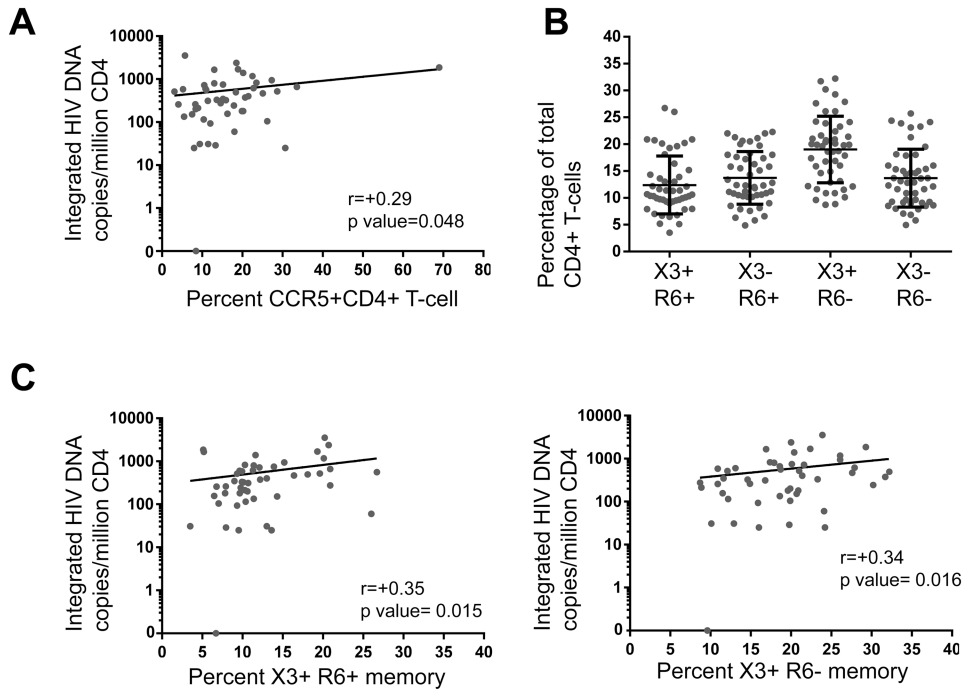 A
Integrated HIV DNA
copies/million CD4
10000
1000
100
10
1
0
r=+0.29
p value=0.048
0 10 20 30 40 50 60 70 80
Percent CCR5+CD4+ T-cell
B
Percentage of total
CD4+ T-cells
40
35
30
25
20
15
10
5
0
X3+ X3- X3+ X3-
R6+ R6+ R6- R6-
C
Integrated HIV DNA
copies/million CD4
10000
1000
100
10
1
0
r=+0.35
p value= 0.015
0 5 10 15 20 25 30 35 40
Percent X3+ R6+ memory
Integrated HIV DNA
copies/million CD4
10000
1000
100
10
1
0
r=+0.34
p value= 0.016
0 5 10 15 20 25 30 35 40
Percent X3+ R6- memory